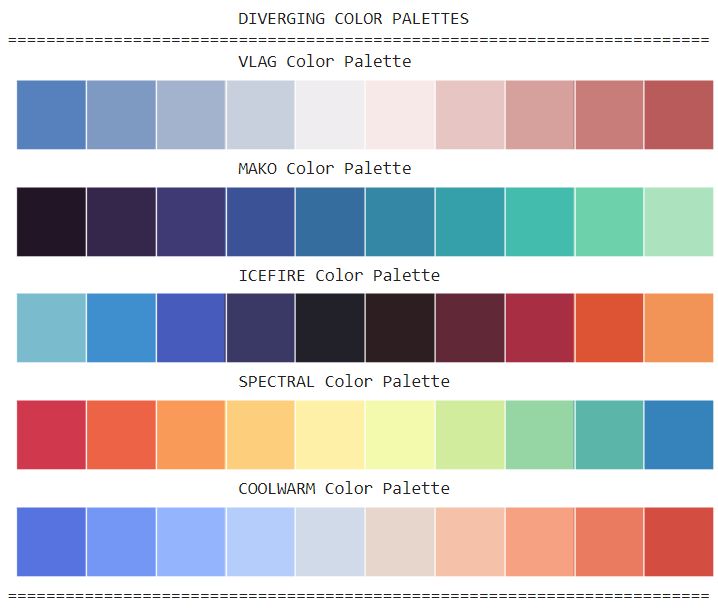 DIVERGING COLOR PALETTES
=========================================================================
VLAG Color Palette
MAKO Color Palette
ICEFIRE Color Palette
SPECTRAL Color Palette
COOLWARM Color Palette
=========================================================================